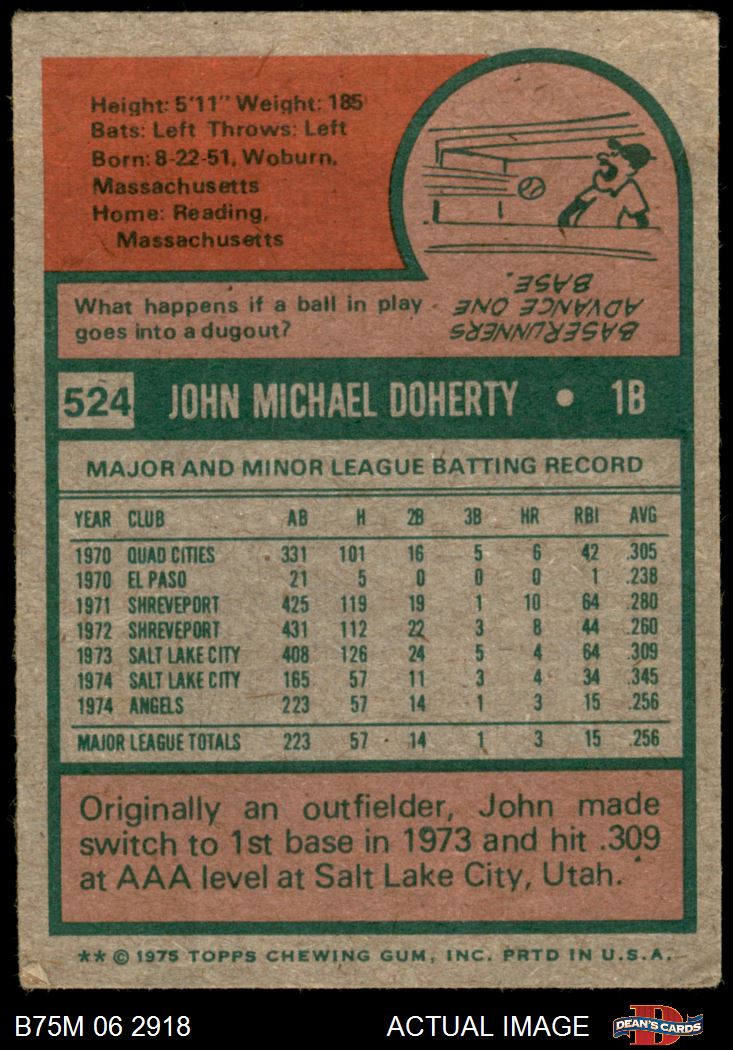 Height: 5'11" Weight: 185
Bats: Left Throws: Left
Born: 8-22-51, Woburn,
Massachusetts
Home: Reading,
Massachusetts
What happens if a ball in play
goes into a dugout?
BASERUNNERS
ADVANCE ONE
BASE.
524 JOHN MICHAEL DOHERTY • 1B
MAJOR AND MINOR LEAGUE BATTING RECORD
YEAR CLUB AB H 2B 3B HR RBI AVG
1970 QUAD CITIES 331 101 16 5 6 42 .305
1970 EL PASO 21 5 0 0 0 1 .238
1971 SHREVEPORT 425 119 19 1 10 64 .280
1972 SHREVEPORT 431 112 22 3 8 44 .260
1973 SALT LAKE CITY 408 126 24 5 4 64 .309
1974 SALT LAKE CITY 165 57 11 3 4 34 .345
1974 ANGELS 223 57 14 1 3 15 .256
MAJOR LEAGUE TOTALS 223 57 14 1 3 15 .256
Originally an outfielder, John made
switch to 1st base in 1973 and hit .309
at AAA level at Salt Lake City, Utah.
** © 1975 TOPPS CHEWING GUM, INC. PRTD IN U.S.A.
B75M 06 2918 ACTUAL IMAGE D DEAN'S CARDS